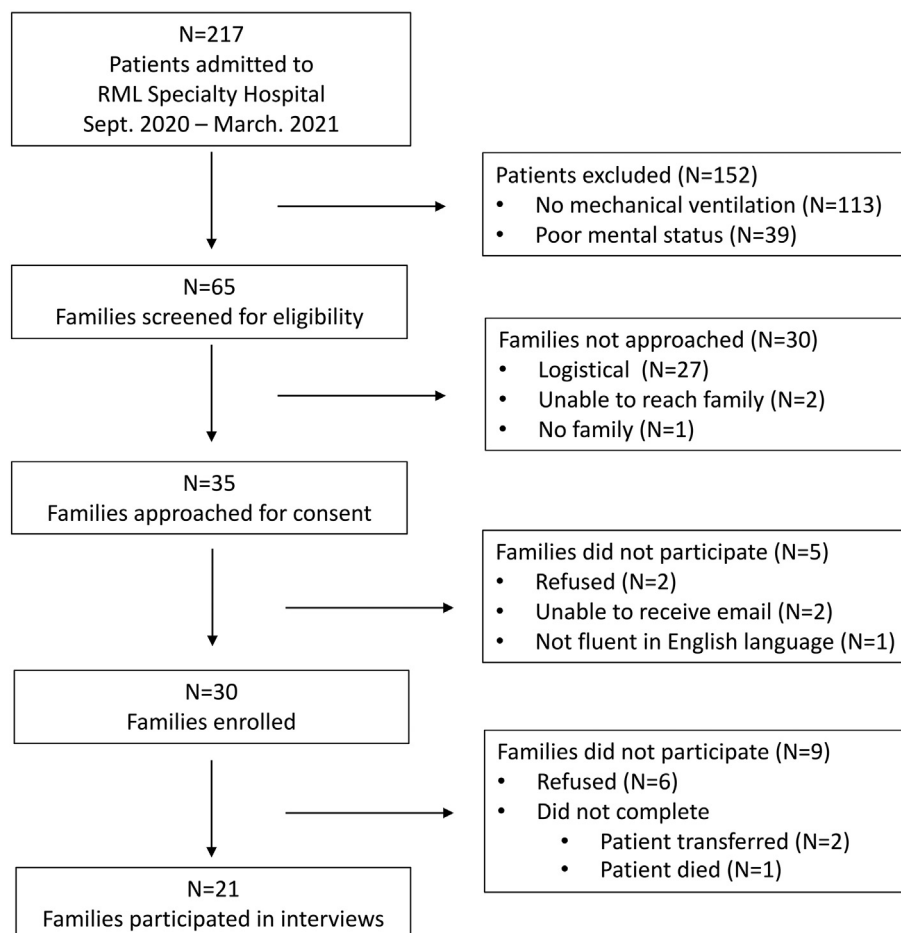 N=217
Patients admitted to
RML Specialty Hospital
Sept. 2020 – March. 2021
Patients excluded (N=152)
• No mechanical ventilation (N=113)
• Poor mental status (N=39)
N=65
Families screened for eligibility
Families not approached (N=30)
• Logistical (N=27)
• Unable to reach family (N=2)
• No family (N=1)
N=35
Families approached for consent
Families did not participate (N=5)
• Refused (N=2)
• Unable to receive email (N=2)
• Not fluent in English language (N=1)
N=30
Families enrolled
Families did not participate (N=9)
• Refused (N=6)
• Did not complete
• Patient transferred (N=2)
• Patient died (N=1)
N=21
Families participated in interviews